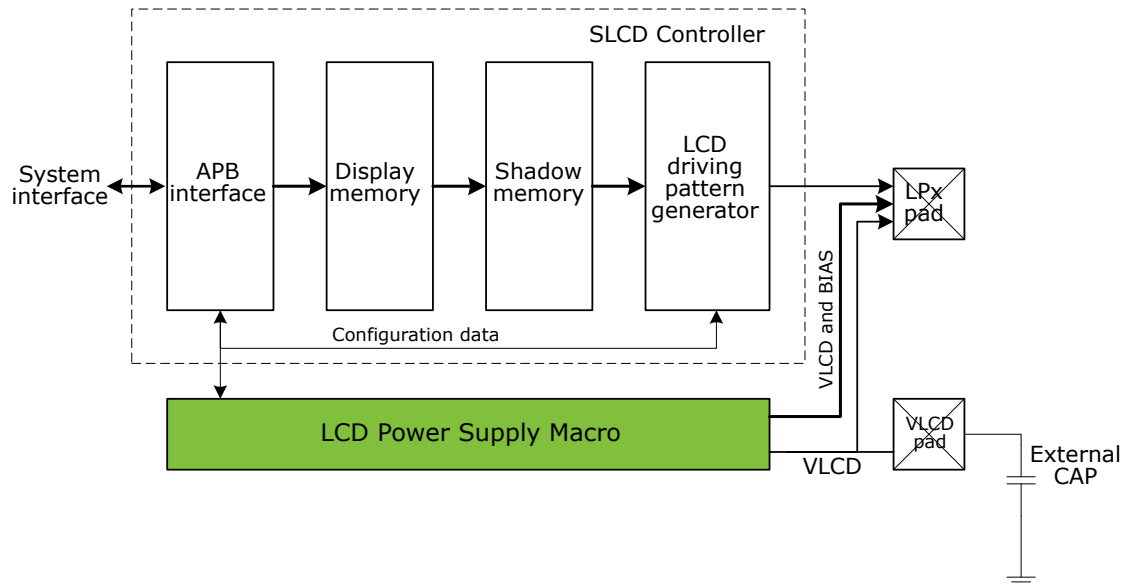 SLCD Controller
System
interface
APB
interface
Display
memory
Shadow
memory
LCD
driving
pattern
generator
LPx
pad
Configuration data
VLCD and BIAS
LCD Power Supply Macro
VLCD
VLCD
pad
External
CAP